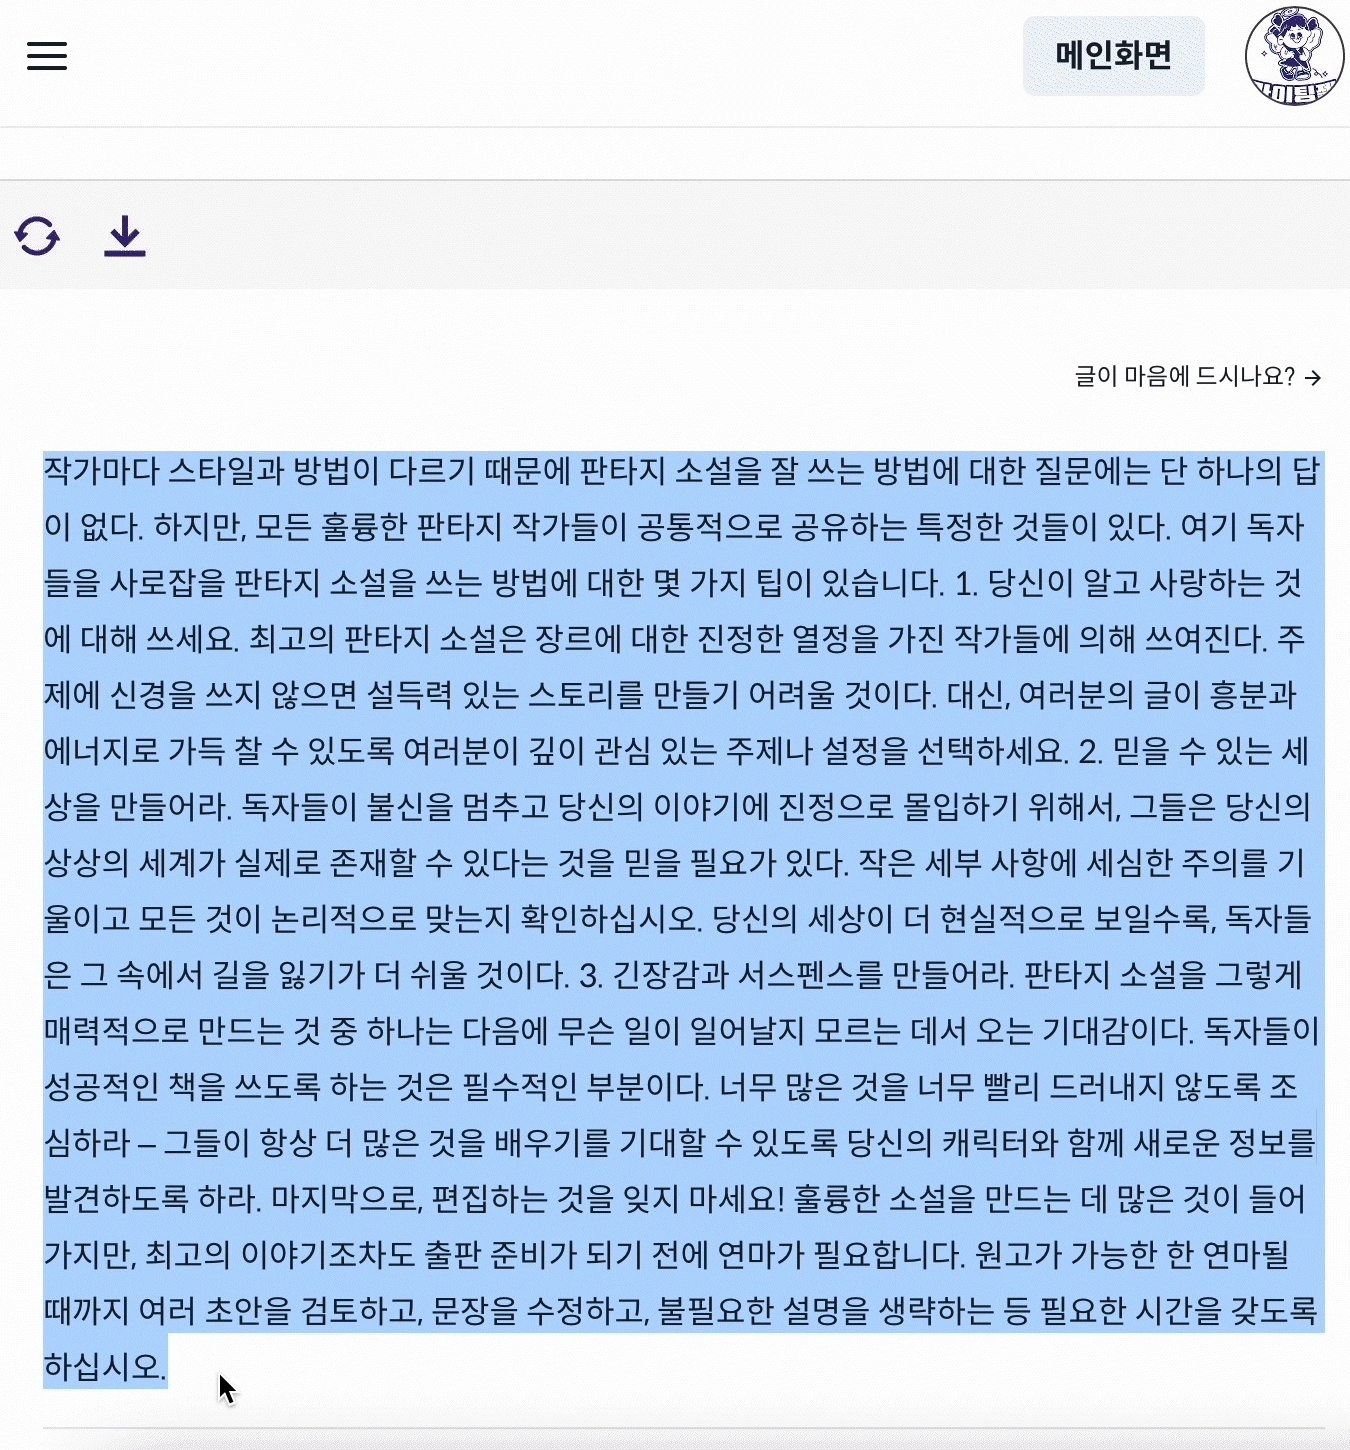 메인화면
글이 마음에 드시나요? →
작가마다 스타일과 방법이 다르기 때문에 판타지 소설을 잘 쓰는 방법에 대한 질문에는 단 하나의 답
이 없다. 하지만, 모든 훌륭한 판타지 작가들이 공통적으로 공유하는 특정한 것들이 있다. 여기 독자
들을 사로잡을 판타지 소설을 쓰는 방법에 대한 몇 가지 팁이 있습니다. 1. 당신이 알고 사랑하는 것
에 대해 쓰세요. 최고의 판타지 소설은 장르에 대한 진정한 열정을 가진 작가들에 의해 쓰여진다. 주
제에 신경을 쓰지 않으면 설득력 있는 스토리를 만들기 어려울 것이다. 대신, 여러분의 글이 흥분과
에너지로 가득 찰 수 있도록 여러분이 깊이 관심 있는 주제나 설정을 선택하세요. 2. 믿을 수 있는 세
상을 만들어라. 독자들이 불신을 멈추고 당신의 이야기에 진정으로 몰입하기 위해서, 그들은 당신의
상상의 세계가 실제로 존재할 수 있다는 것을 믿을 필요가 있다. 작은 세부 사항에 세심한 주의를 기
울이고 모든 것이 논리적으로 맞는지 확인하십시오. 당신의 세상이 더 현실적으로 보일수록, 독자들
은 그 속에서 길을 잃기가 더 쉬울 것이다. 3. 긴장감과 서스펜스를 만들어라. 판타지 소설을 그렇게
매력적으로 만드는 것 중 하나는 다음에 무슨 일이 일어날지 모르는 데서 오는 기대감이다. 독자들이
성공적인 책을 쓰도록 하는 것은 필수적인 부분이다. 너무 많은 것을 너무 빨리 드러내지 않도록 조
심하라 – 그들이 항상 더 많은 것을 배우기를 기대할 수 있도록 당신의 캐릭터와 함께 새로운 정보를
발견하도록 하라. 마지막으로, 편집하는 것을 잊지 마세요! 훌륭한 소설을 만드는 데 많은 것이 들어
가지만, 최고의 이야기조차도 출판 준비가 되기 전에 연마가 필요합니다. 원고가 가능한 한 연마될
때까지 여러 초안을 검토하고, 문장을 수정하고, 불필요한 설명을 생략하는 등 필요한 시간을 갖도록
하십시오.